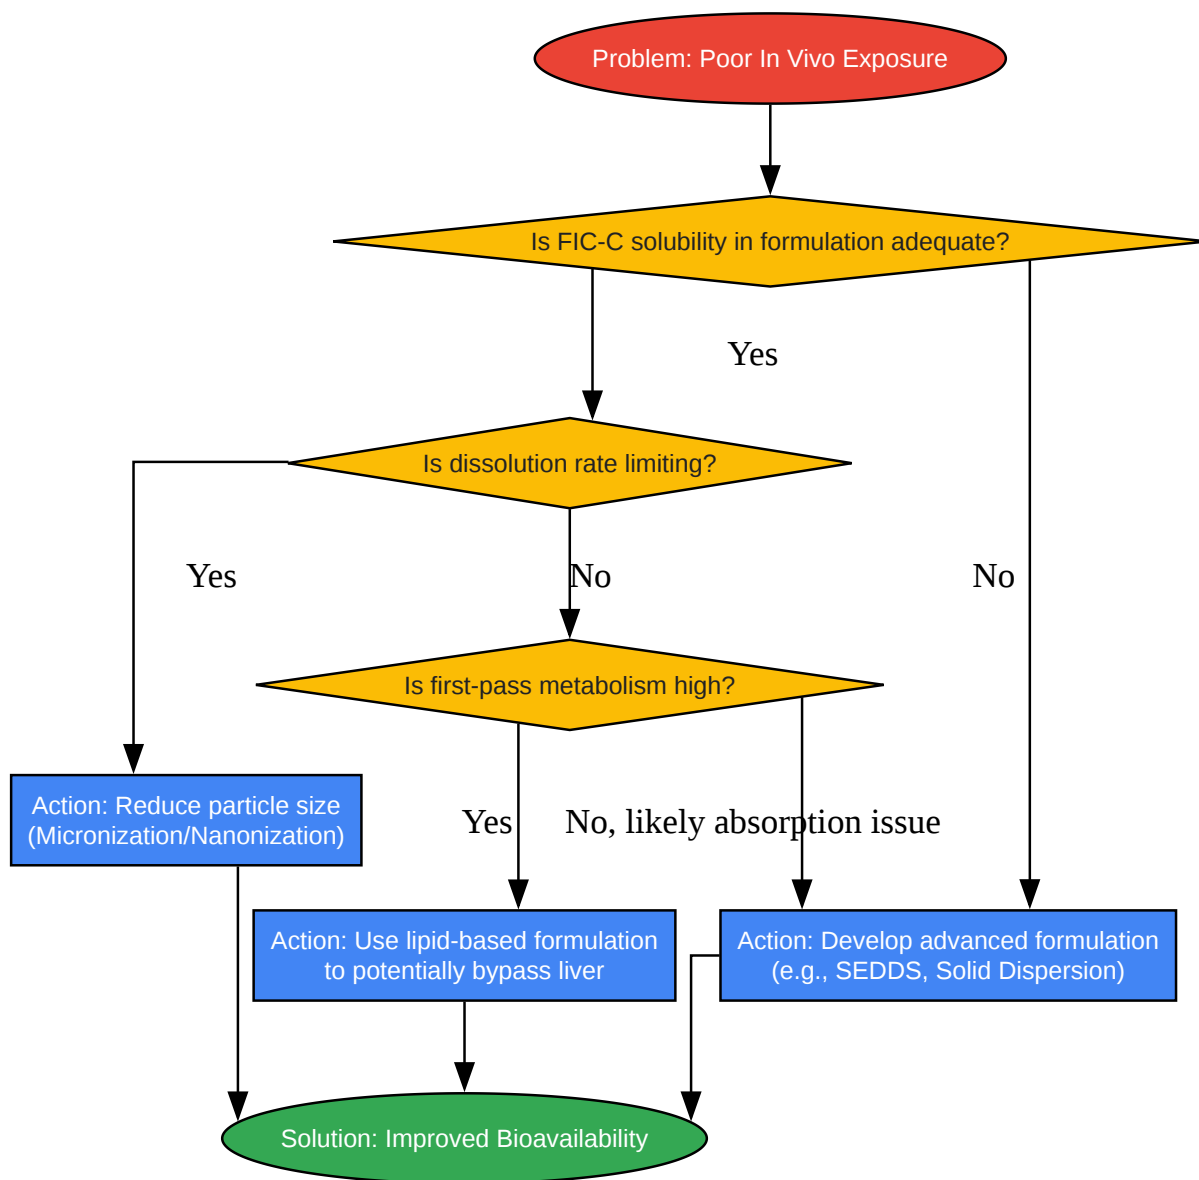 Problem: Poor In Vivo Exposure
Is FIC-C solubility in formulation adequate?
Yes
Is dissolution rate limiting?
Yes
No
No
Is first-pass metabolism high?
Action: Reduce particle size
(Micronization/Nanonization)
Yes
No, likely absorption issue
Action: Use lipid-based formulation
to potentially bypass liver
Action: Develop advanced formulation
(e.g., SEDDS, Solid Dispersion)
Solution: Improved Bioavailability